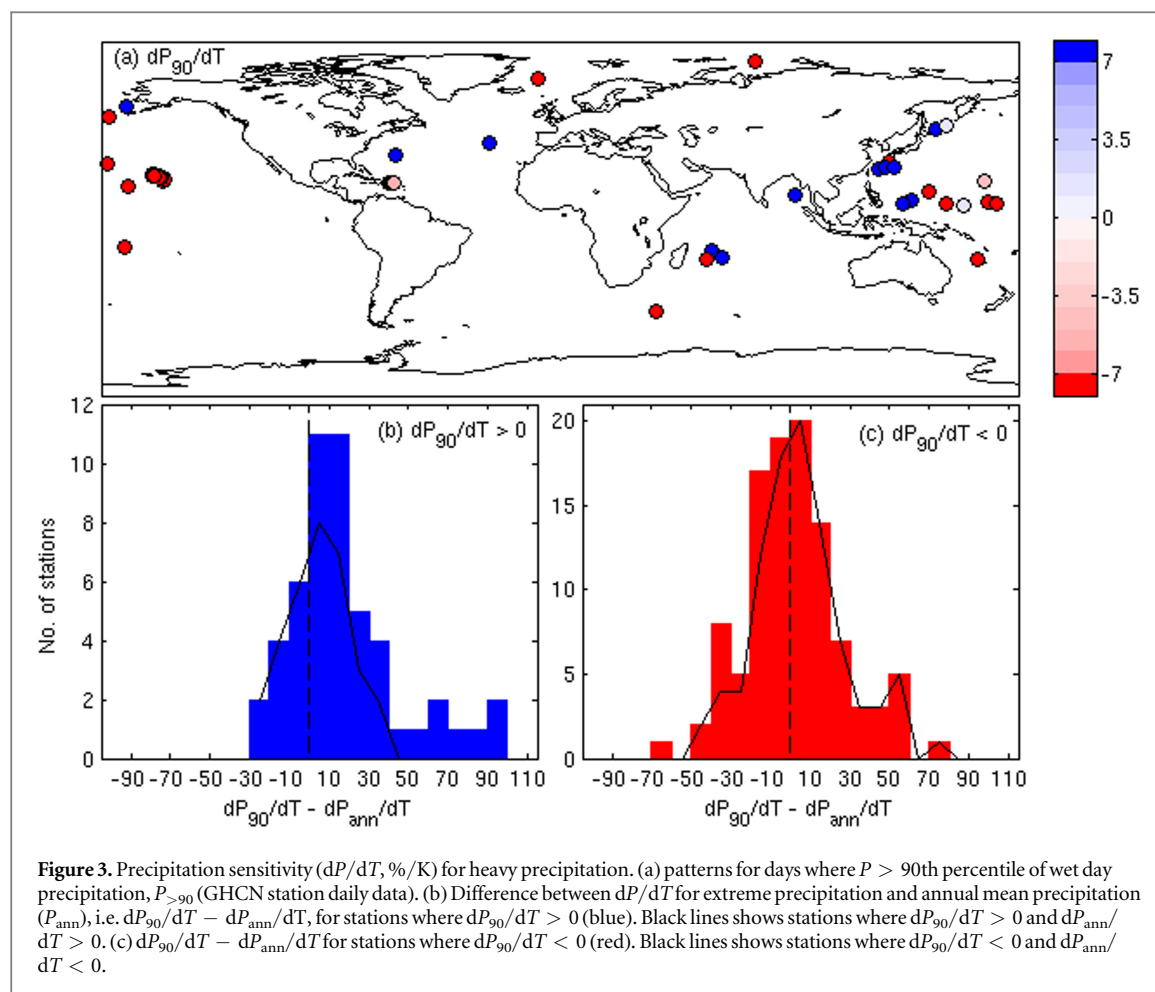 (a) dP90/dT
7
3.5
0
-3.5
-7
12
10
8
6
4
2
0
No. of stations
(b) dP90/dT > 0
-90 -70 -50 -30 -10 10 30 50 70 90 110
dP90/dT - dPann/dT
20
15
10
5
0
(c) dP90/dT < 0
-90 -70 -50 -30 -10 10 30 50 70 90 110
dP90/dT - dPann/dT
Figure 3. Precipitation sensitivity (dP/dT, %/K) for heavy precipitation. (a) patterns for days where P > 90th percentile of wet day
precipitation, P>90 (GHCN station daily data). (b) Difference between dP/dT for extreme precipitation and annual mean precipitation
(Pann), i.e. dP90/dT − dPann/dT, for stations where dP90/dT > 0 (blue). Black lines shows stations where dP90/dT > 0 and dPann/
dT > 0. (c) dP90/dT − dPann/dT for stations where dP90/dT < 0 (red). Black lines shows stations where dP90/dT < 0 and dPann/
dT < 0.